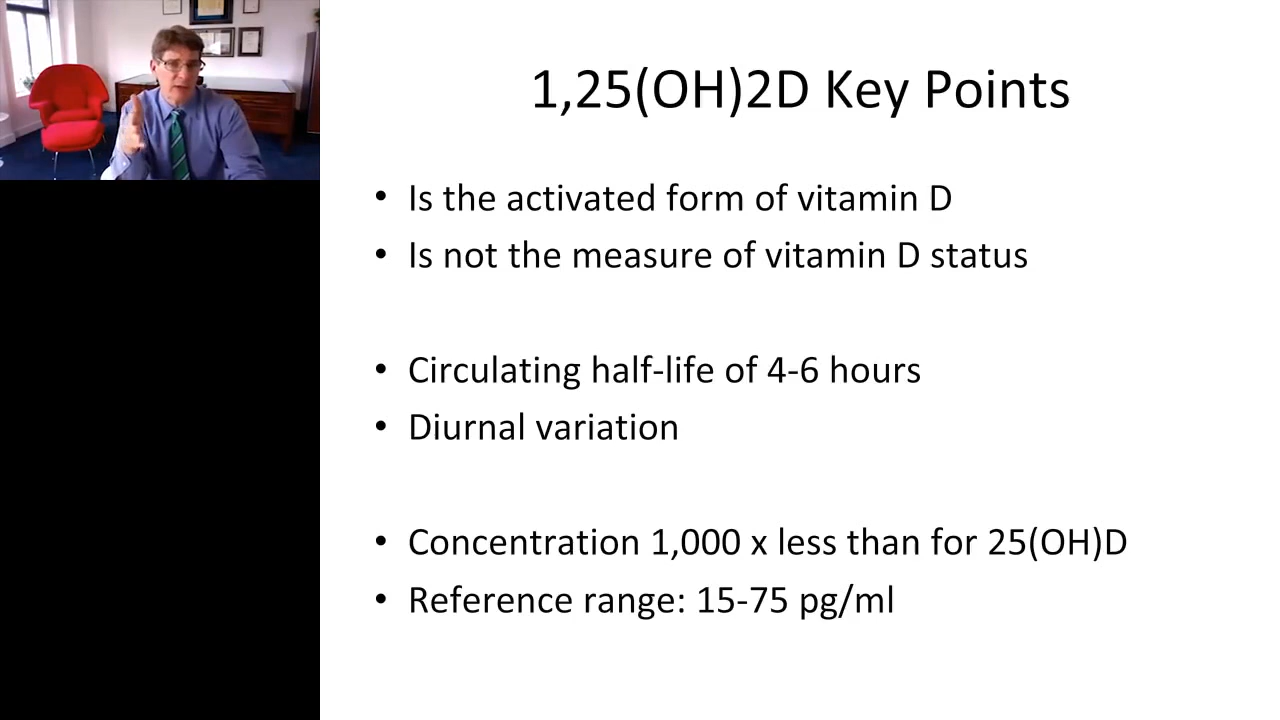 1,25(OH)2D Key Points
• Is the activated form of vitamin D
• Is not the measure of vitamin D status
• Circulating half-life of 4-6 hours
• Diurnal variation
• Concentration 1,000 x less than for 25(OH)D
• Reference range: 15-75 pg/ml